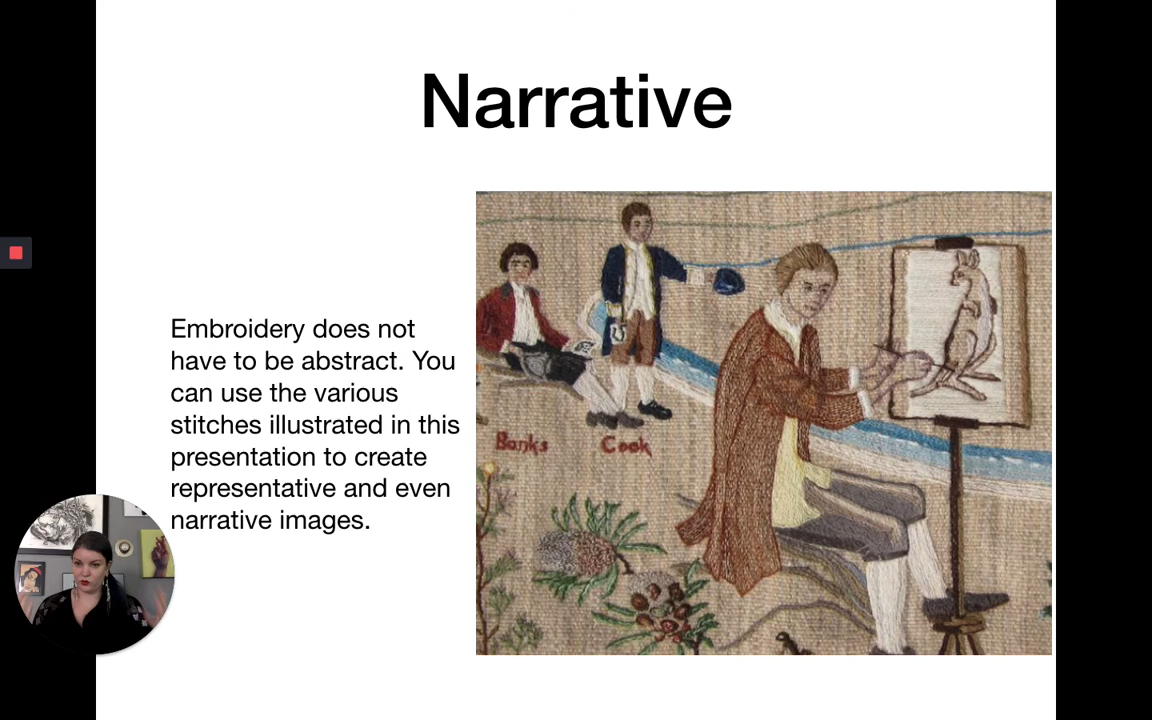 Narrative
Embroidery does not
have to be abstract. You
can use the various
stitches illustrated in this
presentation to create
representative and even
narrative images.
Banks
Cook